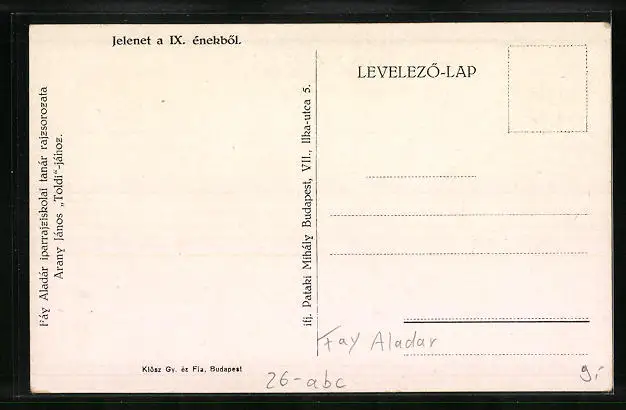 Jelenet a IX. énekből.
Fáy Aladár iparrajziskolai tanár rajzsorozata
Arany János „Toldi"-jához.
ifj. Pataki Mihály Budapest, VII., Ilka-utca 5.
LEVELEZŐ-LAP
Fay Aladar
Klösz Gy. és Fia, Budapest
26-abc